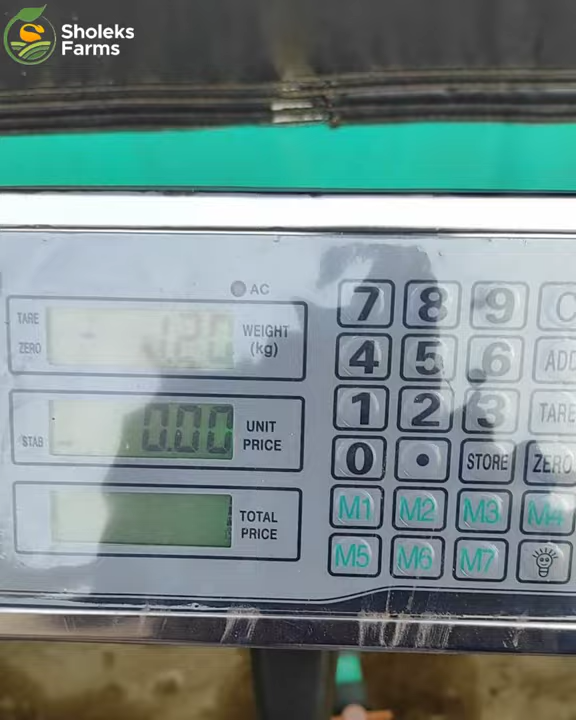 Sholeks
Farms
AC
TARE
ZERO
WEIGHT
(kg)
STAB
0.00
UNIT
PRICE
TOTAL
PRICE
7 8 9 C
4 5 6 ADD
1 2 3 TARE
0 . STORE ZERO
M1 M2 M3 M4
M5 M6 M7